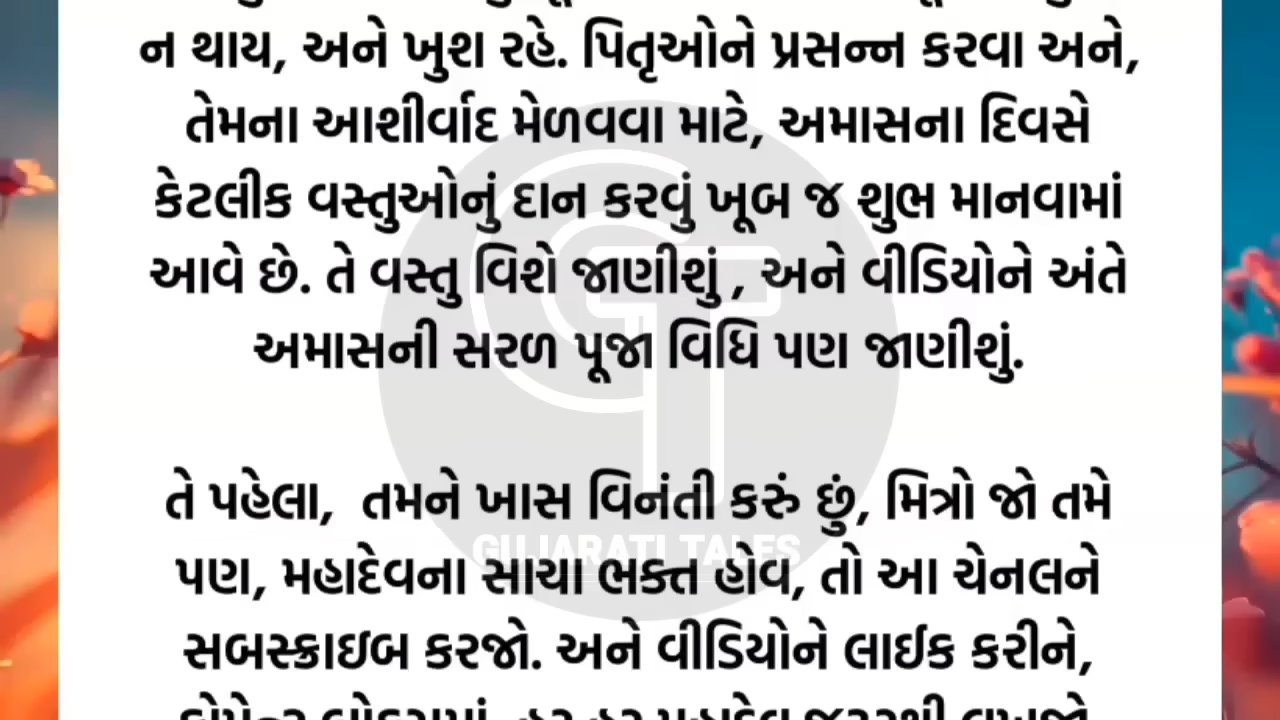 ન થાય, અને ખુશ રહે. પિતૃઓને પ્રસન્ન કરવા અને,
તેમના આશીર્વાદ મેળવવા માટે, અમાસના દિવસે
કેટલીક વસ્તુઓનું દાન કરવું ખૂબ જ શુભ માનવામાં
આવે છે. તે વસ્તુ વિશે જાણીશું , અને વીડિયોને અંતે
અમાસની સરળ પૂજા વિધિ પણ જાણીશું.
તે પહેલા, તમને ખાસ વિનંતી કરું છું, મિત્રો જો તમે
GUJARATI TALES
પણ, મહાદેવના સાચા ભક્ત હોવ, તો આ ચેનલને
સબસ્ક્રાઇબ કરજો. અને વીડિયોને લાઈક કરીને,